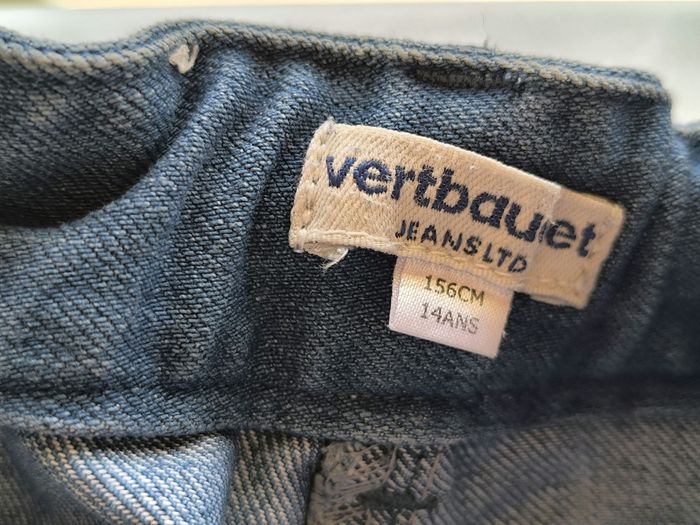 vertbaudet
JEANS LTD
156CM
14ANS